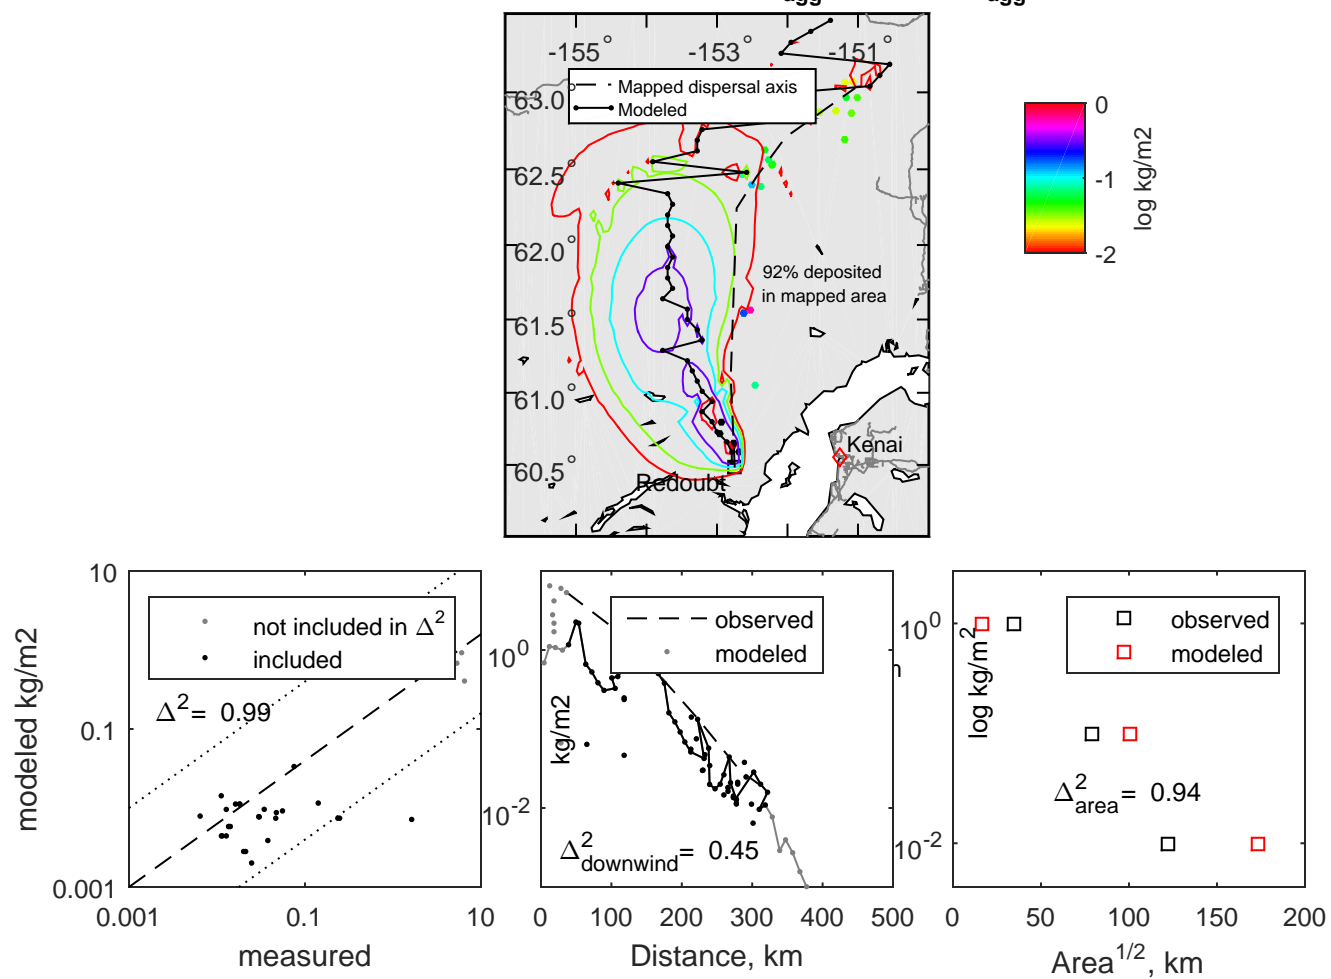 agg agg
-155° -153° -151°
Mapped dispersal axis
Modeled
63.0°
62.5°
62.0°
61.5°
61.0°
60.5°
92% deposited
in mapped area
Kenai
Redoubt
0
-1
-2
log kg/m2
10
0.1
0.001
0.001 0.1 10
modeled kg/m2
measured
not included in Δ²
included
Δ²= 0.99
10⁰
10⁻²
kg/m2
observed
modeled
Δ²downwind= 0.45
0 100 200 300 400 500
Distance, km
10⁰
10⁻²
log kg/m²
observed
modeled
Δ²area= 0.94
0 50 100 150 200
Area¹/², km